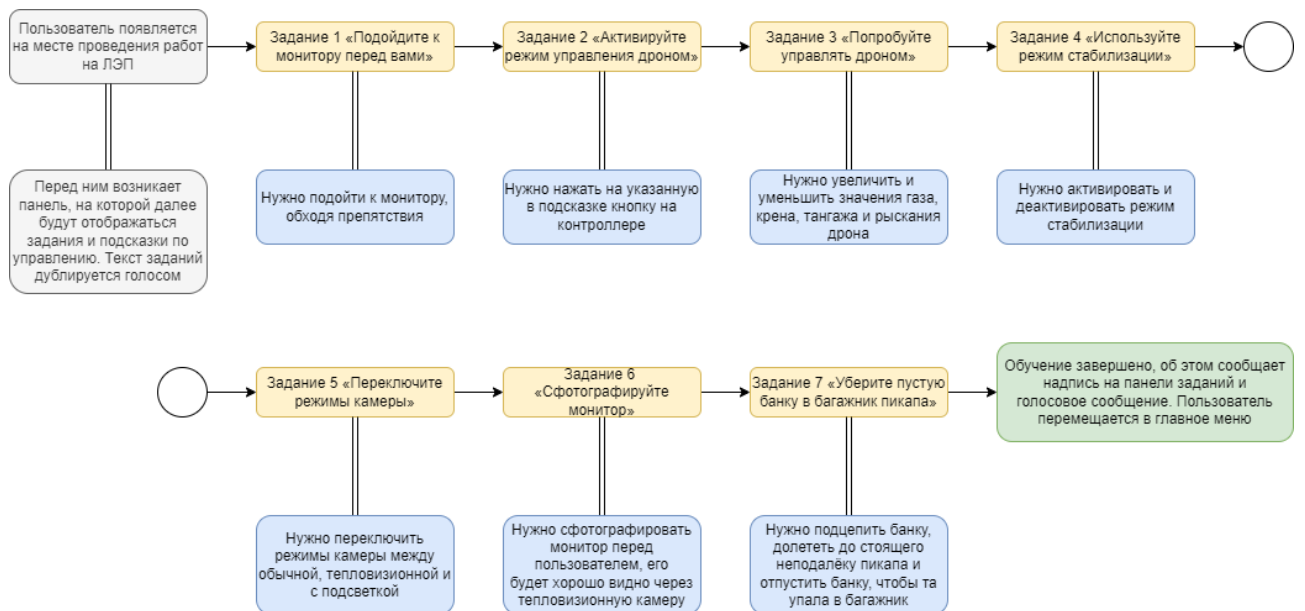 Пользователь появляется
на месте проведения работ
на ЛЭП
Задание 1 «Подойдите к
монитору перед вами»
Задание 2 «Активируйте
режим управления дроном»
Задание 3 «Попробуйте
управлять дроном»
Задание 4 «Используйте
режим стабилизации»
Перед ним возникает
панель, на которой далее
будут отображаться
задания и подсказки по
управлению. Текст заданий
дублируется голосом
Нужно подойти к монитору,
обходя препятствия
Нужно нажать на указанную
в подсказке кнопку на
контроллере
Нужно увеличить и
уменьшить значения газа,
крена, тангажа и рыскания
дрона
Нужно активировать и
деактивировать режим
стабилизации
Задание 5 «Переключите
режимы камеры»
Задание 6
«Сфотографируйте
монитор»
Задание 7 «Уберите пустую
банку в багажник пикапа»
Обучение завершено, об этом сообщает
надпись на панели заданий и
голосовое сообщение. Пользователь
перемещается в главное меню
Нужно переключить
режимы камеры между
обычной, тепловизионной и
с подсветкой
Нужно сфотографировать
монитор перед
пользователем, его
будет хорошо видно через
тепловизионную камеру
Нужно подцепить банку,
долететь до стоящего
неподалёку пикапа и
отпустить банку, чтобы та
упала в багажник